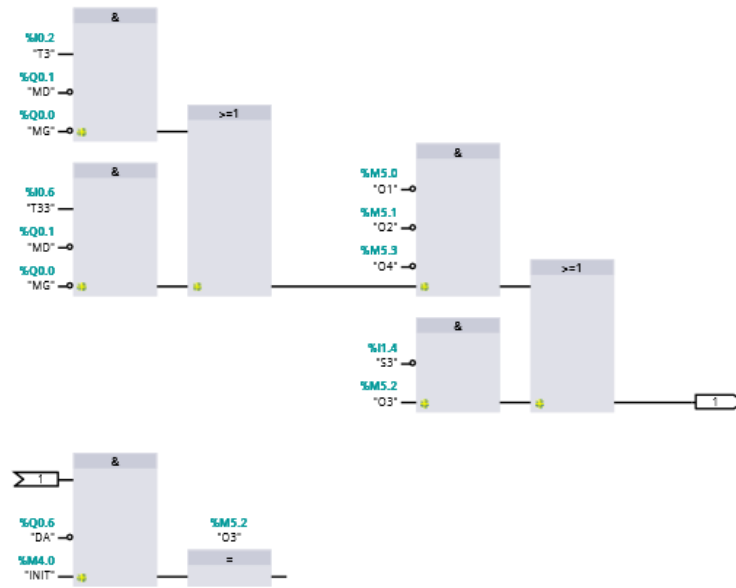 &
%I0.2
"T3"
%Q0.1
"MD"
%Q0.0
"MG"
>=1
&
%I0.6
"T33"
%Q0.1
"MD"
%Q0.0
"MG"
&
%M5.0
"O1"
%M5.1
"O2"
%M5.3
"O4"
>=1
&
%I1.4
"S3"
%M5.2
"O3"
1
&
1
%Q0.6
"DA"
%M4.0
"INIT"
%M5.2
"O3"
=